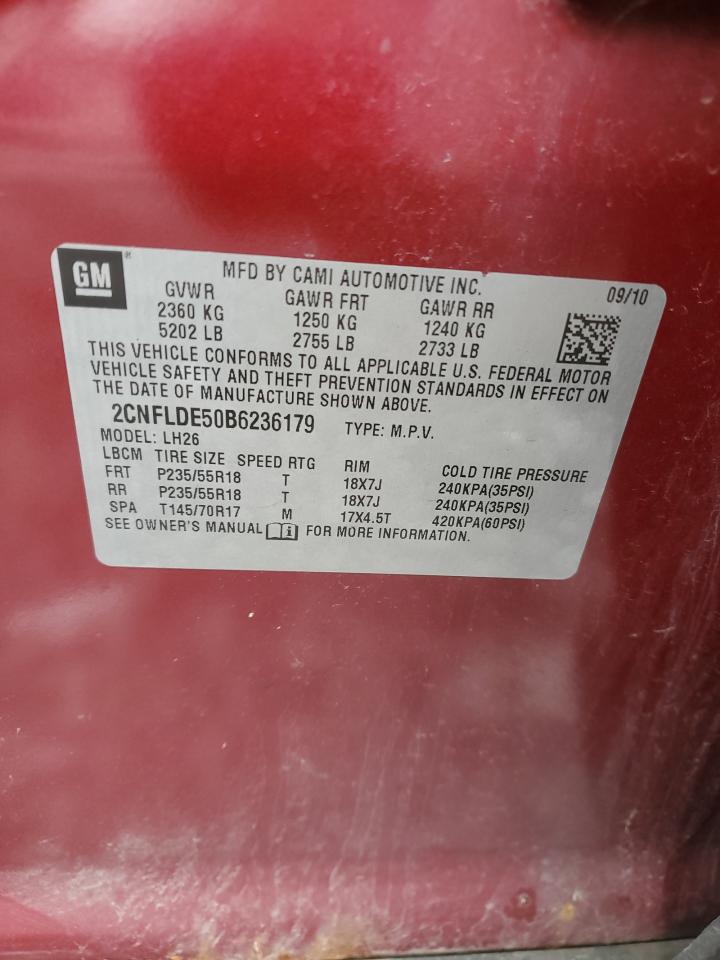 GM ®
MFD BY CAMI AUTOMOTIVE INC. 09/10
GVWR GAWR FRT GAWR RR
2360 KG 1250 KG 1240 KG
5202 LB 2755 LB 2733 LB
THIS VEHICLE CONFORMS TO ALL APPLICABLE U.S. FEDERAL MOTOR
VEHICLE SAFETY AND THEFT PREVENTION STANDARDS IN EFFECT ON
THE DATE OF MANUFACTURE SHOWN ABOVE.
2CNFLDE50B6236179 TYPE: M.P.V.
MODEL: LH26
LBCM TIRE SIZE SPEED RTG RIM COLD TIRE PRESSURE
FRT P235/55R18 T 18X7J 240KPA(35PSI)
RR P235/55R18 T 18X7J 240KPA(35PSI)
SPA T145/70R17 M 17X4.5T 420KPA(60PSI)
SEE OWNER'S MANUAL i FOR MORE INFORMATION.